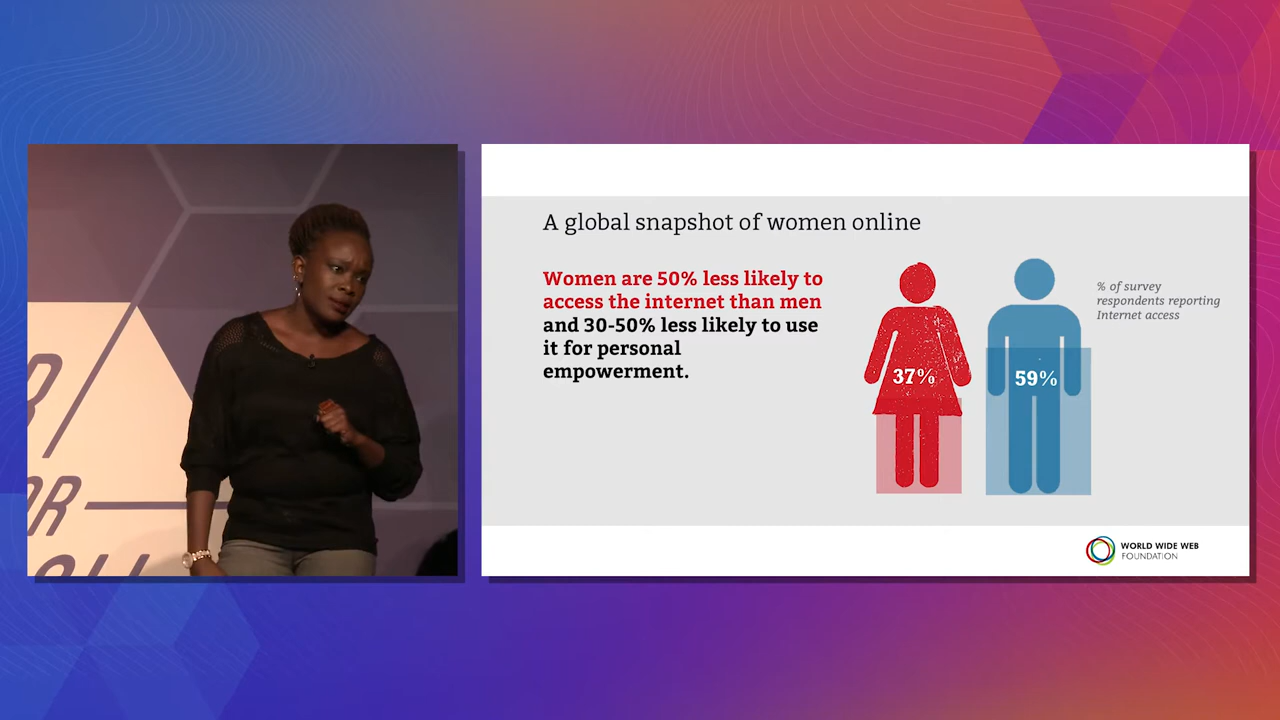 A global snapshot of women online
Women are 50% less likely to
access the internet than men
and 30-50% less likely to use
it for personal
empowerment.
37%
59%
% of survey
respondents reporting
Internet access
WORLD WIDE WEB
FOUNDATION